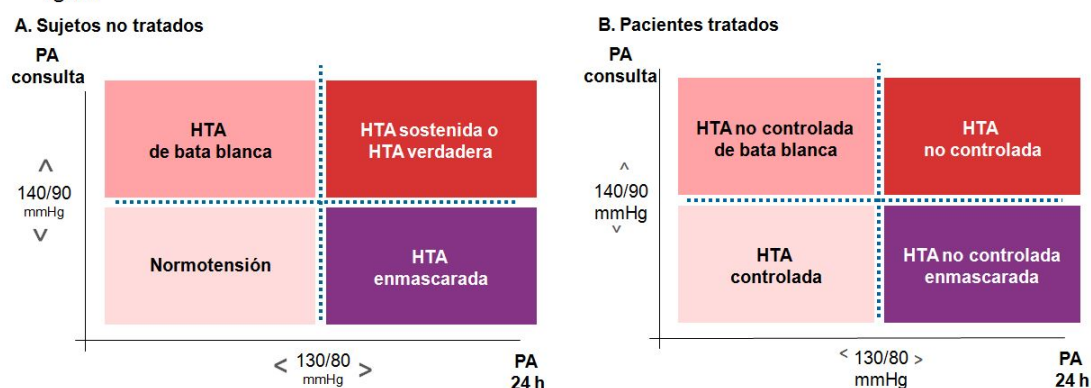 A. Sujetos no tratados
PA
consulta
HTA
de bata blanca
HTA sostenida o
HTA verdadera
^
140/90
mmHg
v
Normotensión
HTA
enmascarada
< 130/80 >
mmHg
PA
24 h
B. Pacientes tratados
PA
consulta
HTA no controlada
de bata blanca
HTA
no controlada
^
140/90
mmHg
v
HTA
controlada
HTA no controlada
enmascarada
< 130/80 >
mmHg
PA
24 h